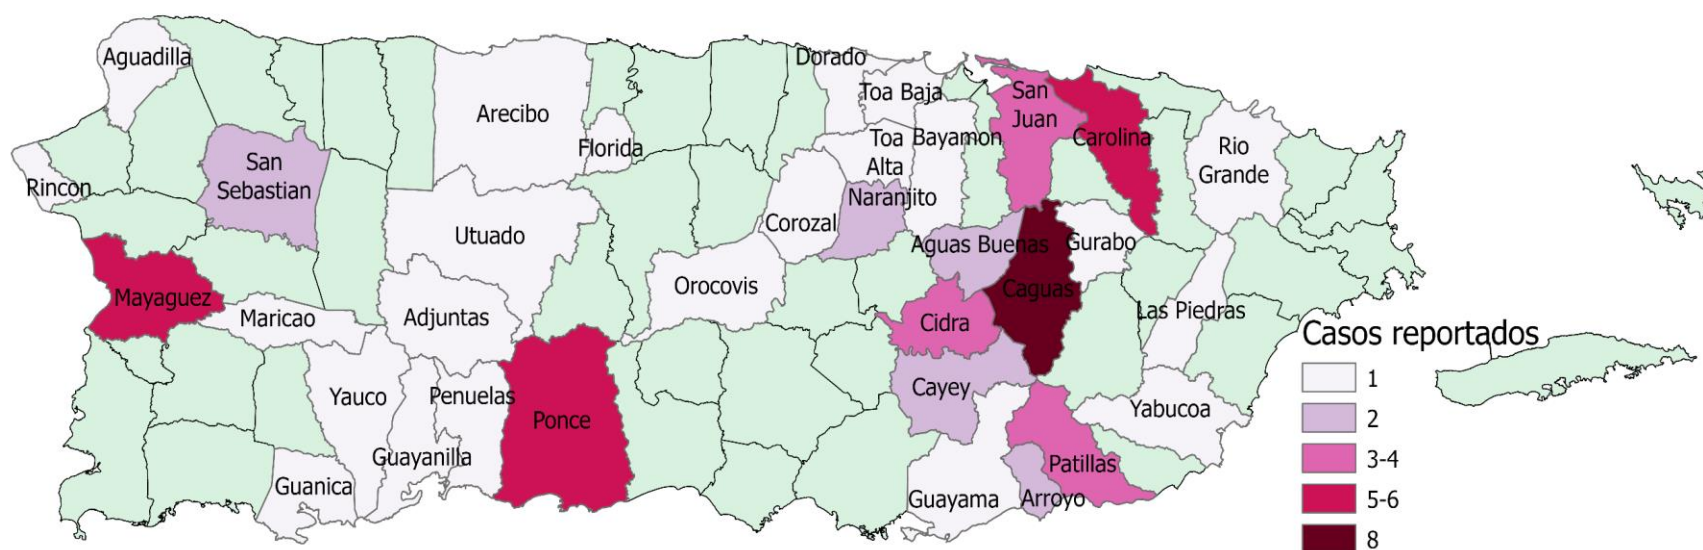 Aguadilla
Dorado
Toa Baja
San
Juan
Arecibo
Florida
Toa
Alta
Bayamon
Carolina
Rio
Grande
San
Sebastian
Rincon
Naranjito
Corozal
Utuado
Aguas Buenas
Gurabo
Mayaguez
Maricao
Adjuntas
Orocovis
Caguas
Cidra
Las Piedras
Yauco
Penuelas
Ponce
Cayey
Yabucoa
Guayanilla
Guanica
Guayama
Arroyo
Patillas
Casos reportados
1
2
3-4
5-6
8